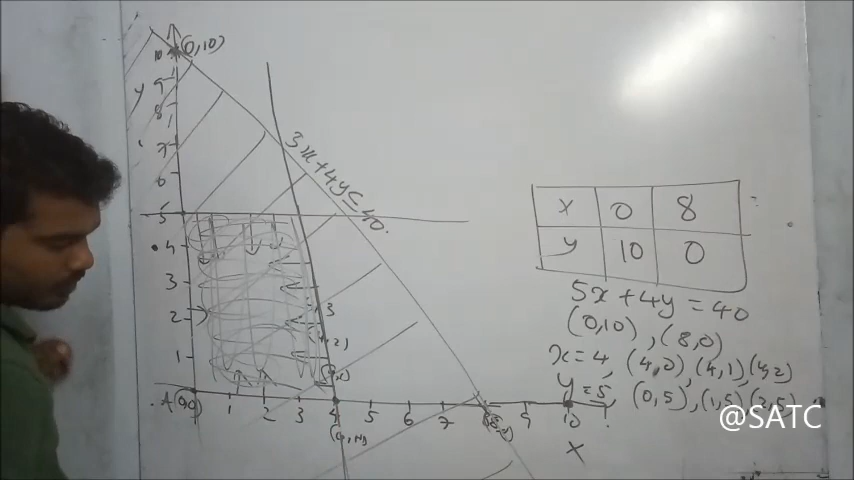 (0,10)
10
9
y
8
7
6
5
4
3
2
1
A(0,0)
1 2 3 4 5 6 7 9 10
X
3x+4y≤40.
x 0 8
y 10 0
5x+4y=40
(0,10), (8,0)
x=4, (4,0), (4,1), (4,2)
y=5, (0,5), (1,5), (2,5)
@SATC